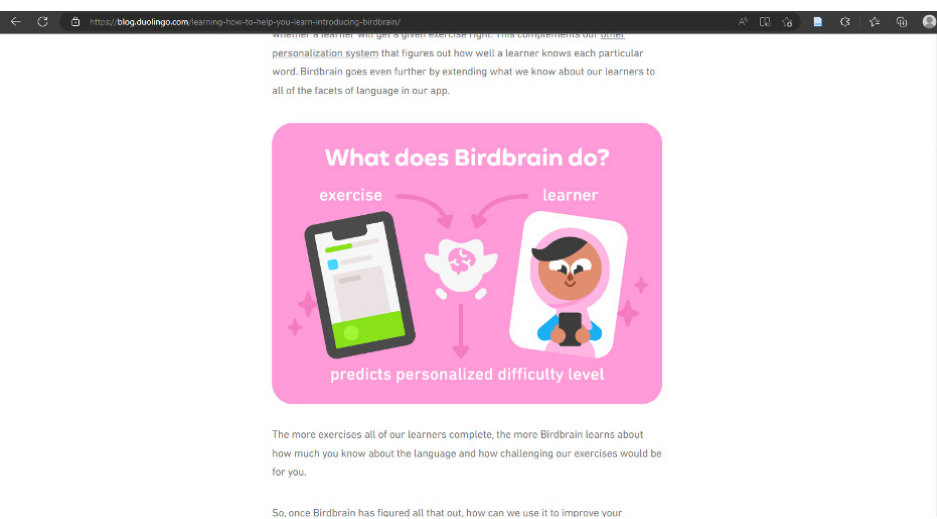 https://blog.duolingo.com/learning-how-to-help-you-learn-introducing-birdbrain/
whether a learner will get a given exercise right. This complements our other
personalization system that figures out how well a learner knows each particular
word. Birdbrain goes even further by extending what we know about our learners to
all of the facets of language in our app.
What does Birdbrain do?
exercise
learner
predicts personalized difficulty level
The more exercises all of our learners complete, the more Birdbrain learns about
how much you know about the language and how challenging our exercises would be
for you.
So, once Birdbrain has figured all that out, how can we use it to improve your